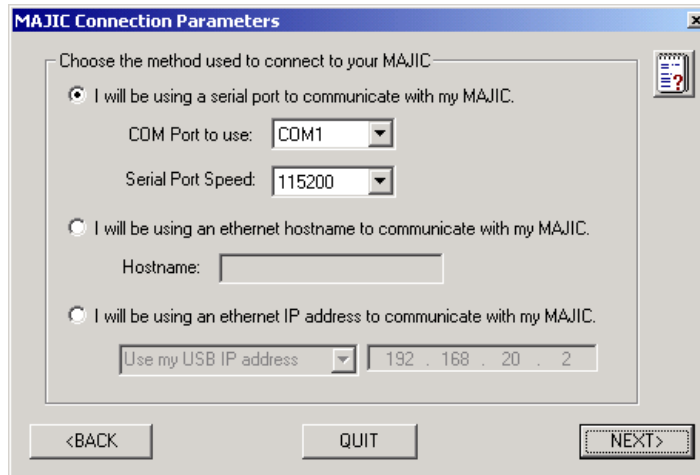 MAJIC Connection Parameters
Choose the method used to connect to your MAJIC
I will be using a serial port to communicate with my MAJIC.
COM Port to use: COM1
Serial Port Speed: 115200
I will be using an ethernet hostname to communicate with my MAJIC.
Hostname:
I will be using an ethernet IP address to communicate with my MAJIC.
Use my USB IP address 192 . 168 . 20 . 2
<BACK QUIT NEXT>